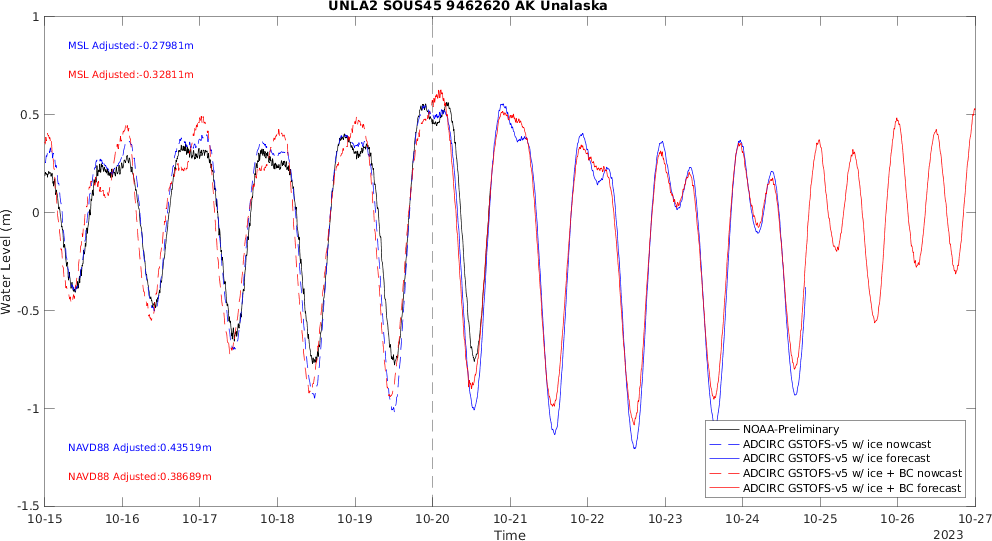 UNLA2 SOUS45 9462620 AK Unalaska
MSL Adjusted:-0.27981m
MSL Adjusted:-0.32811m
NAVD88 Adjusted:0.43519m
NAVD88 Adjusted:0.38689m
Water Level (m)
1
0.5
0
-0.5
-1
-1.5
NOAA-Preliminary
ADCIRC GSTOFS-v5 w/ ice nowcast
ADCIRC GSTOFS-v5 w/ ice forecast
ADCIRC GSTOFS-v5 w/ ice + BC nowcast
ADCIRC GSTOFS-v5 w/ ice + BC forecast
10-15 10-16 10-17 10-18 10-19 10-20 10-21 10-22 10-23 10-24 10-25 10-26 10-27
Time
2023